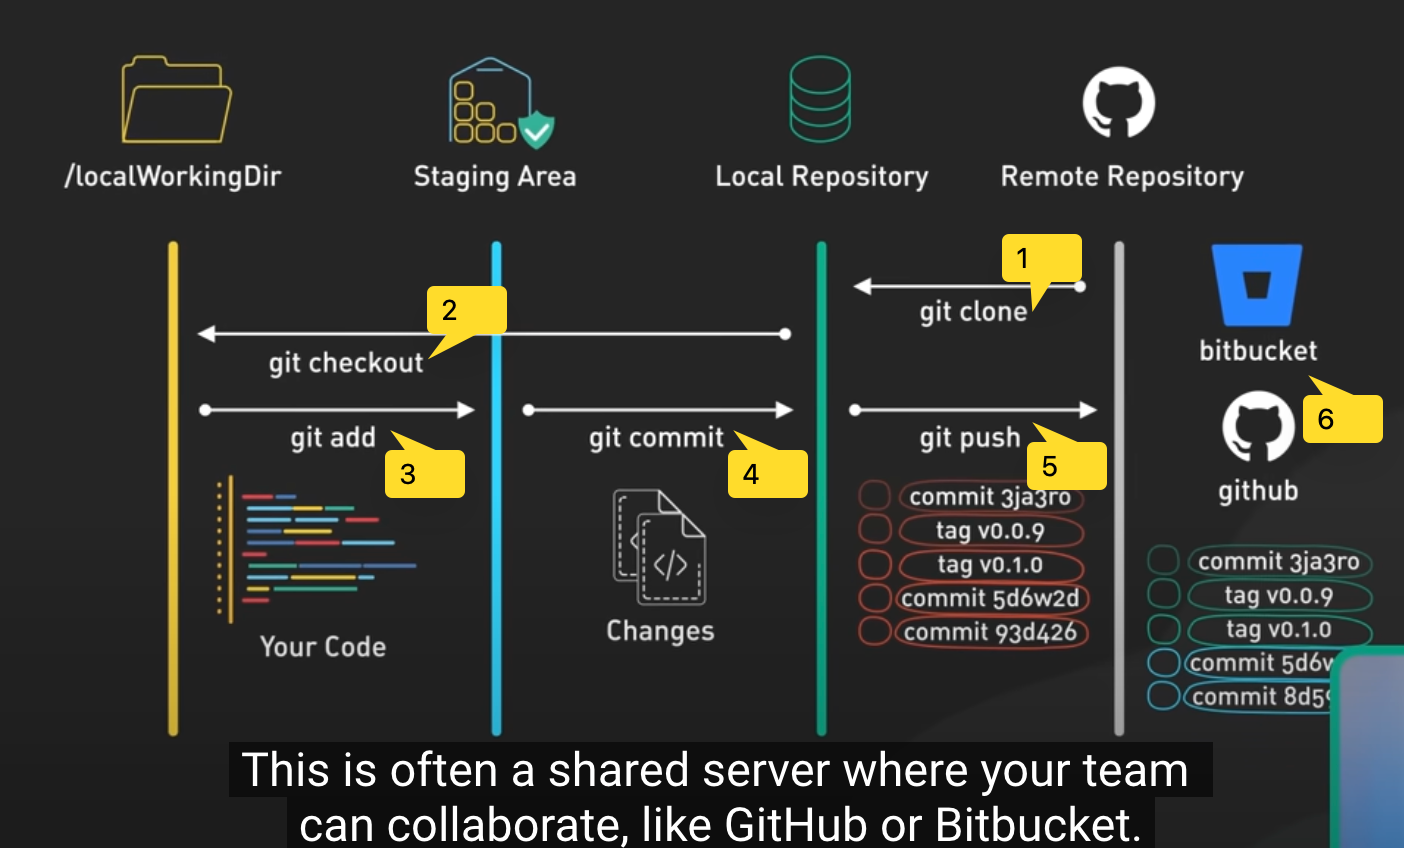 /localWorkingDir
Staging Area
Local Repository
Remote Repository
1
git clone
2
git checkout
bitbucket
git add
3
git commit
4
git push
5
6
github
commit 3ja3ro
tag v0.0.9
tag v0.1.0
commit 5d6w2d
commit 93d426
Your Code
</>
Changes
commit 3ja3ro
tag v0.0.9
tag v0.1.0
commit
commit
This is often a shared server where your team
can collaborate, like GitHub or Bitbucket.